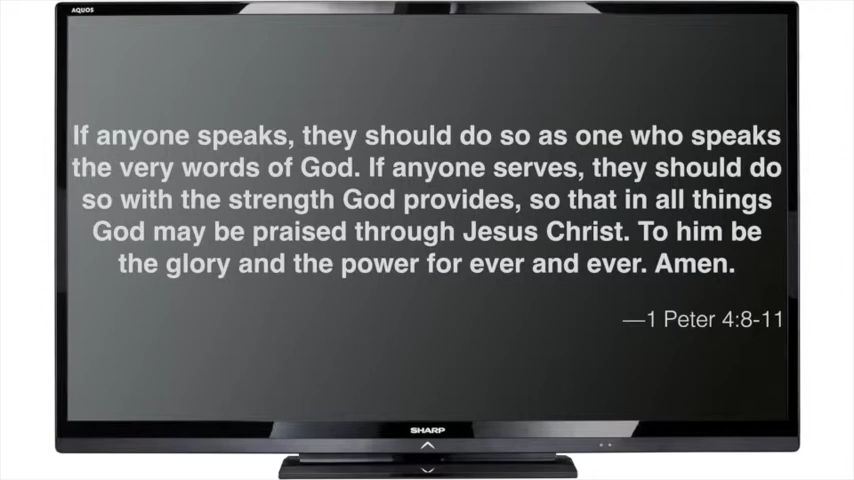 AQUOS
If anyone speaks, they should do so as one who speaks
the very words of God. If anyone serves, they should do
so with the strength God provides, so that in all things
God may be praised through Jesus Christ. To him be
the glory and the power for ever and ever. Amen.
—1 Peter 4:8-11
SHARP